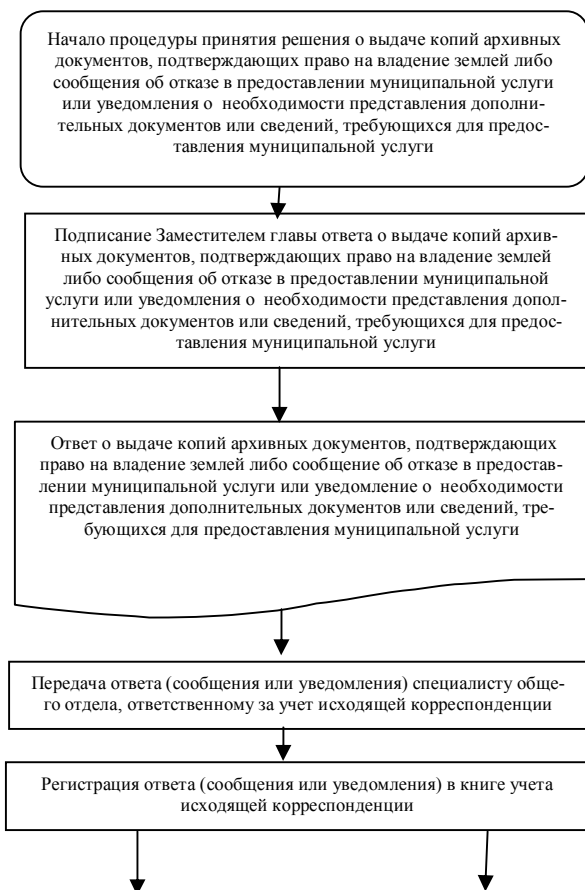 Начало процедуры принятия решения о выдаче копий архивных
документов, подтверждающих право на владение землей либо
сообщения об отказе в предоставлении муниципальной услуги
или уведомления о необходимости представления дополни-
тельных документов или сведений, требующихся для предос-
тавления муниципальной услуги
Подписание Заместителем главы ответа о выдаче копий архив-
ных документов, подтверждающих право на владение землей
либо сообщения об отказе в предоставлении муниципальной
услуги или уведомления о необходимости представления допол-
нительных документов или сведений, требующихся для предос-
тавления муниципальной услуги
Ответ о выдаче копий архивных документов, подтверждающих
право на владение землей либо сообщение об отказе в предостав-
лении муниципальной услуги или уведомление о необходимости
представления дополнительных документов или сведений, тре-
бующихся для предоставления муниципальной услуги
Передача ответа (сообщения или уведомления) специалисту обще-
го отдела, ответственному за учет исходящей корреспонденции
Регистрация ответа (сообщения или уведомления) в книге учета
исходящей корреспонденции